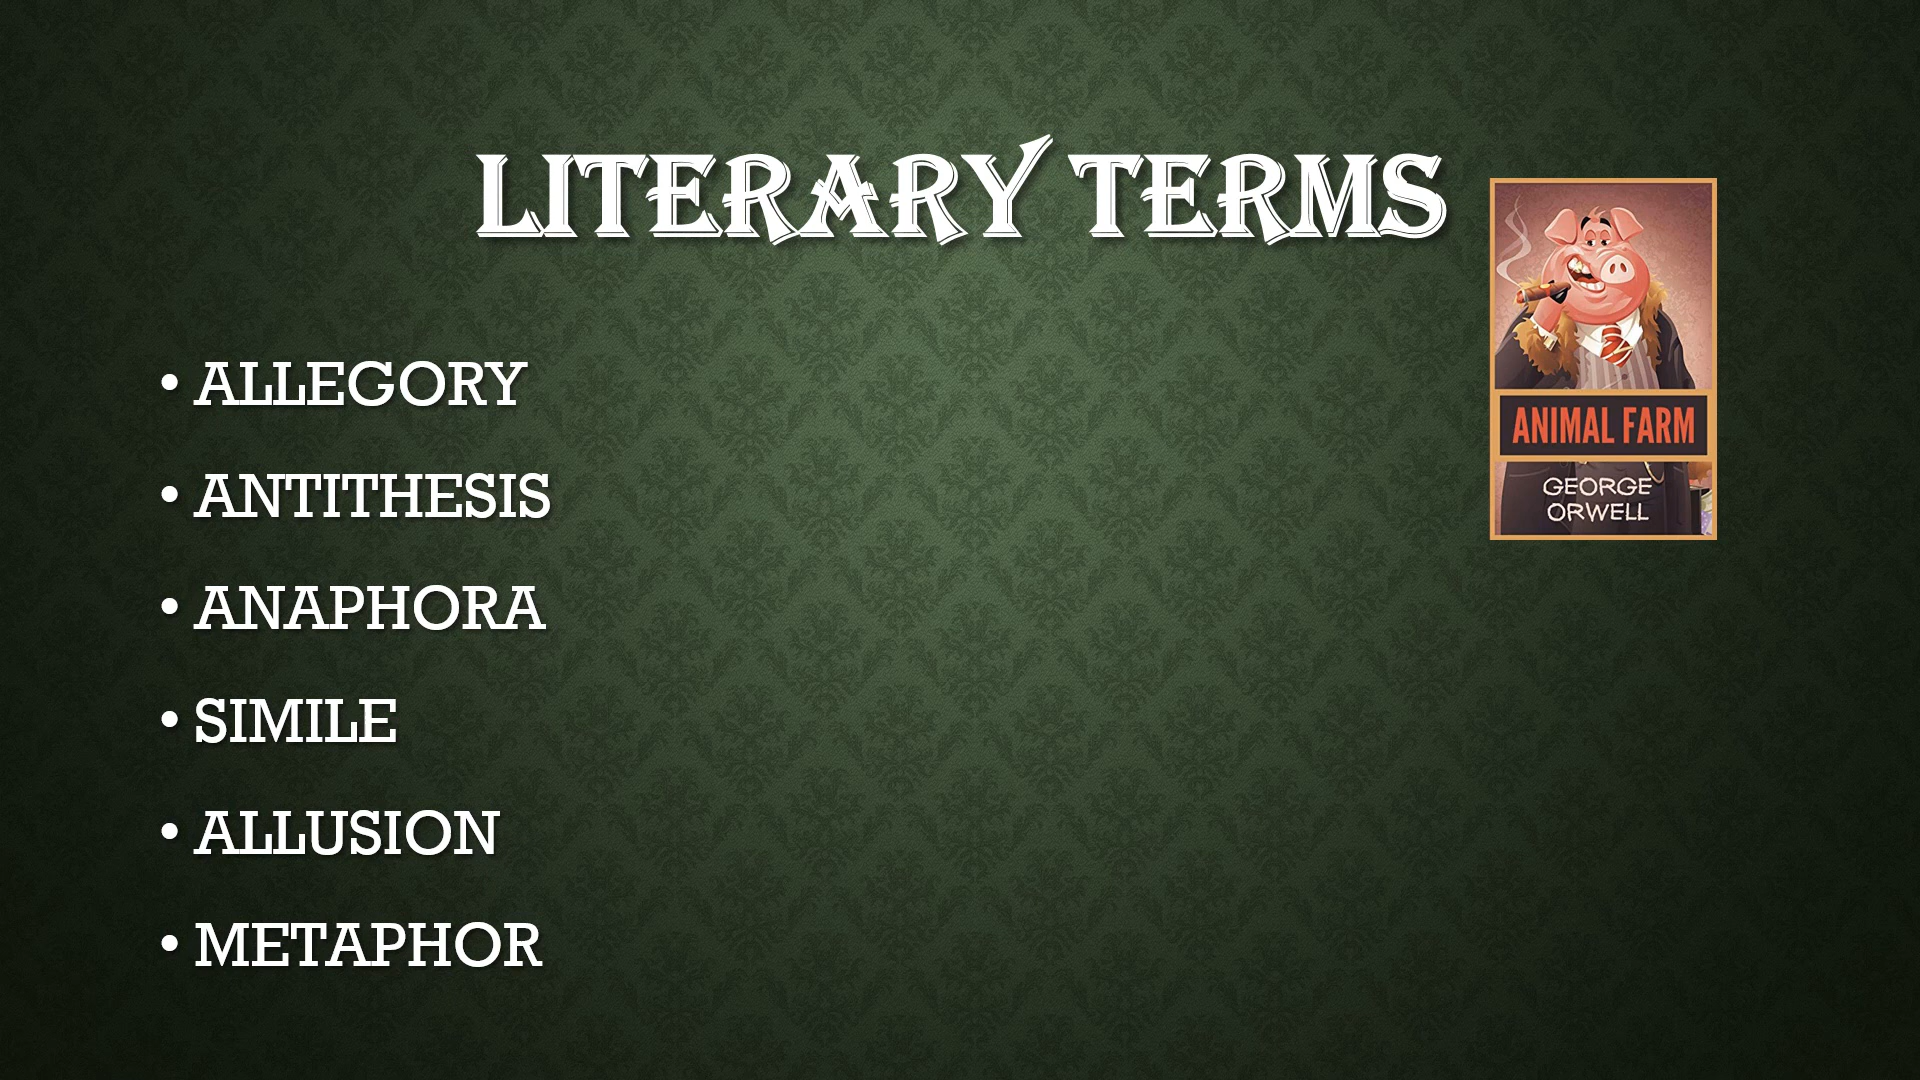 LITERARY TERMS
• ALLEGORY
• ANTITHESIS
• ANAPHORA
• SIMILE
• ALLUSION
• METAPHOR
ANIMAL FARM
GEORGE
ORWELL